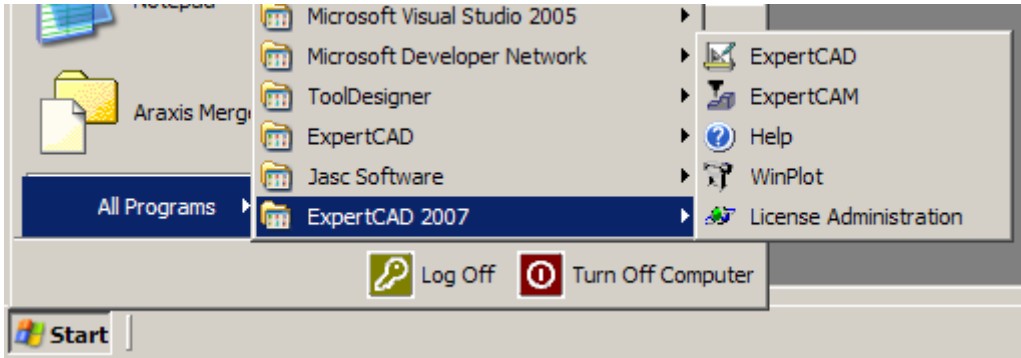 Notepad
Araxis Merge
All Programs
Microsoft Visual Studio 2005
Microsoft Developer Network
ToolDesigner
ExpertCAD
Jasc Software
ExpertCAD 2007
ExpertCAD
ExpertCAM
Help
WinPlot
License Administration
Log Off
Turn Off Computer
Start